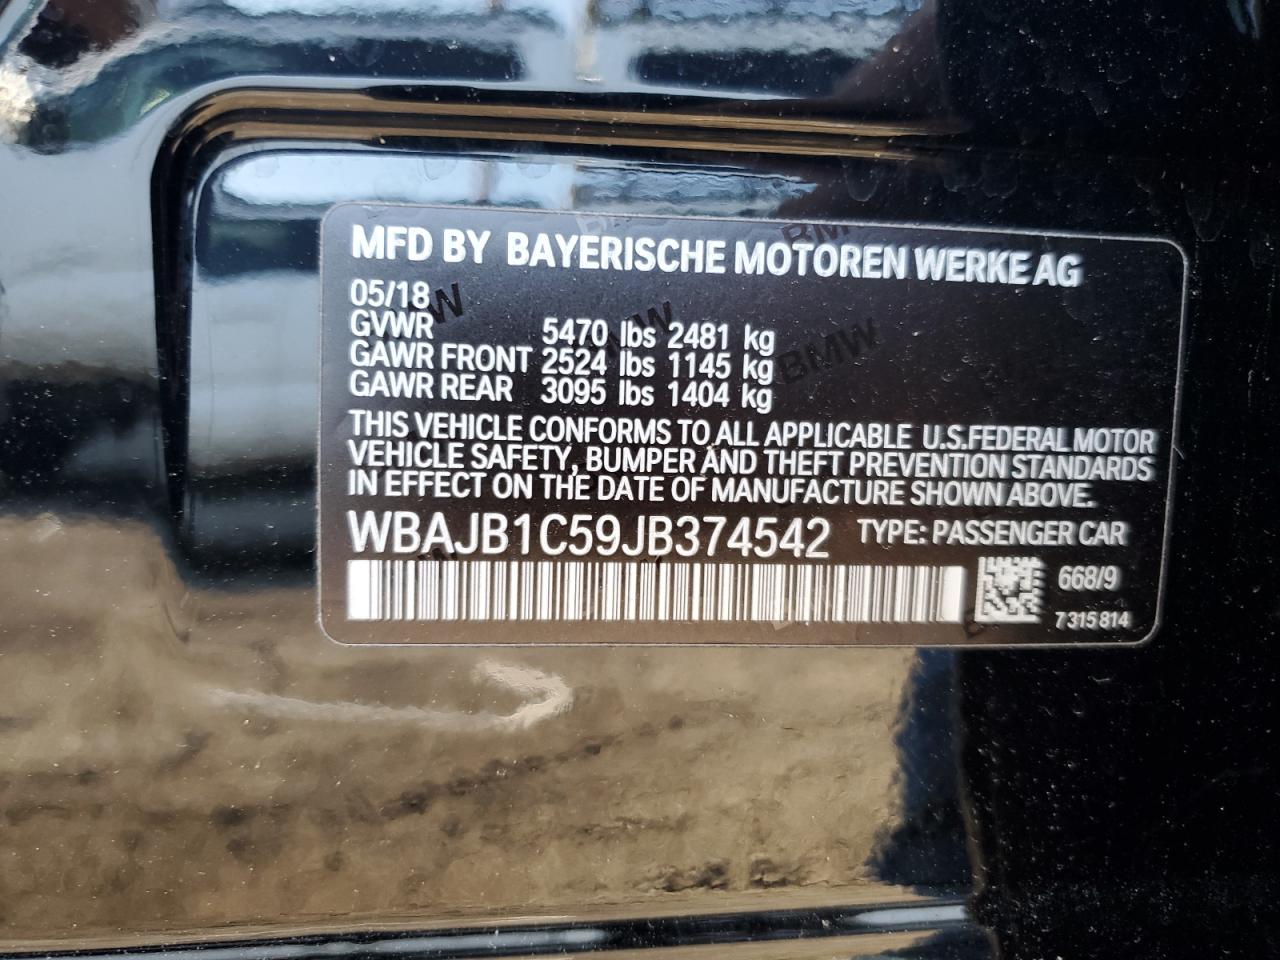 MFD BY BAYERISCHE MOTOREN WERKE AG
05/18
GVWR 5470 lbs 2481 kg
GAWR FRONT 2524 lbs 1145 kg
GAWR REAR 3095 lbs 1404 kg
THIS VEHICLE CONFORMS TO ALL APPLICABLE U.S.FEDERAL MOTOR
VEHICLE SAFETY, BUMPER AND THEFT PREVENTION STANDARDS
IN EFFECT ON THE DATE OF MANUFACTURE SHOWN ABOVE.
WBAJB1C59JB374542 TYPE: PASSENGER CAR
668/9
7 315 814
BMW
BMW
BMW